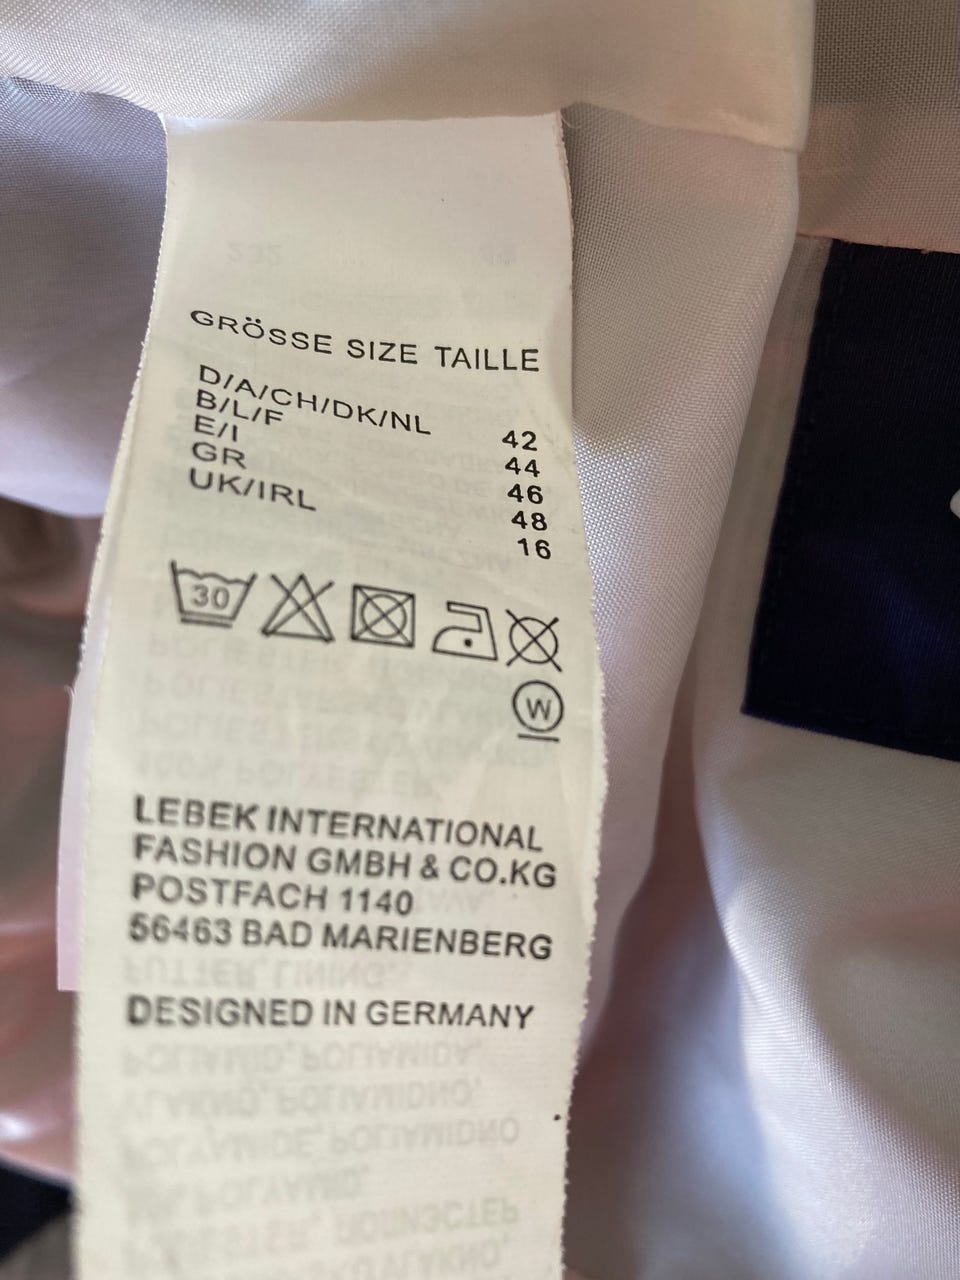 GRÖSSE SIZE TAILLE
D/A/CH/DK/NL 42
B/L/F 44
E/I 46
GR 48
UK/IRL 16
30
W
LEBEK INTERNATIONAL
FASHION GMBH & CO.KG
POSTFACH 1140
56463 BAD MARIENBERG
DESIGNED IN GERMANY